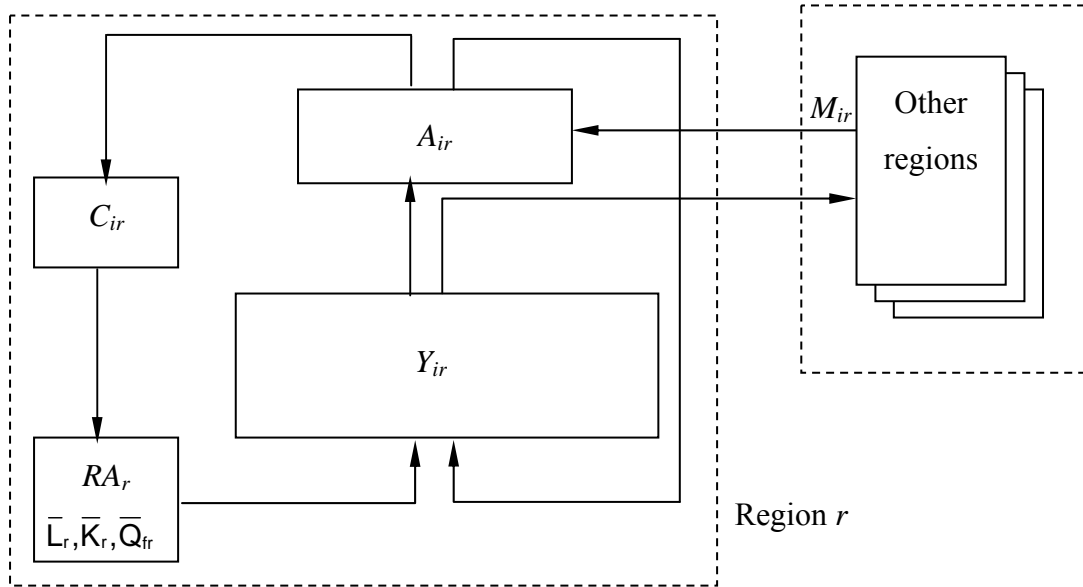 A_ir
M_ir
Other
regions
C_ir
Y_ir
RA_r
L̅_r,K̅_r,Q̅_fr
Region r